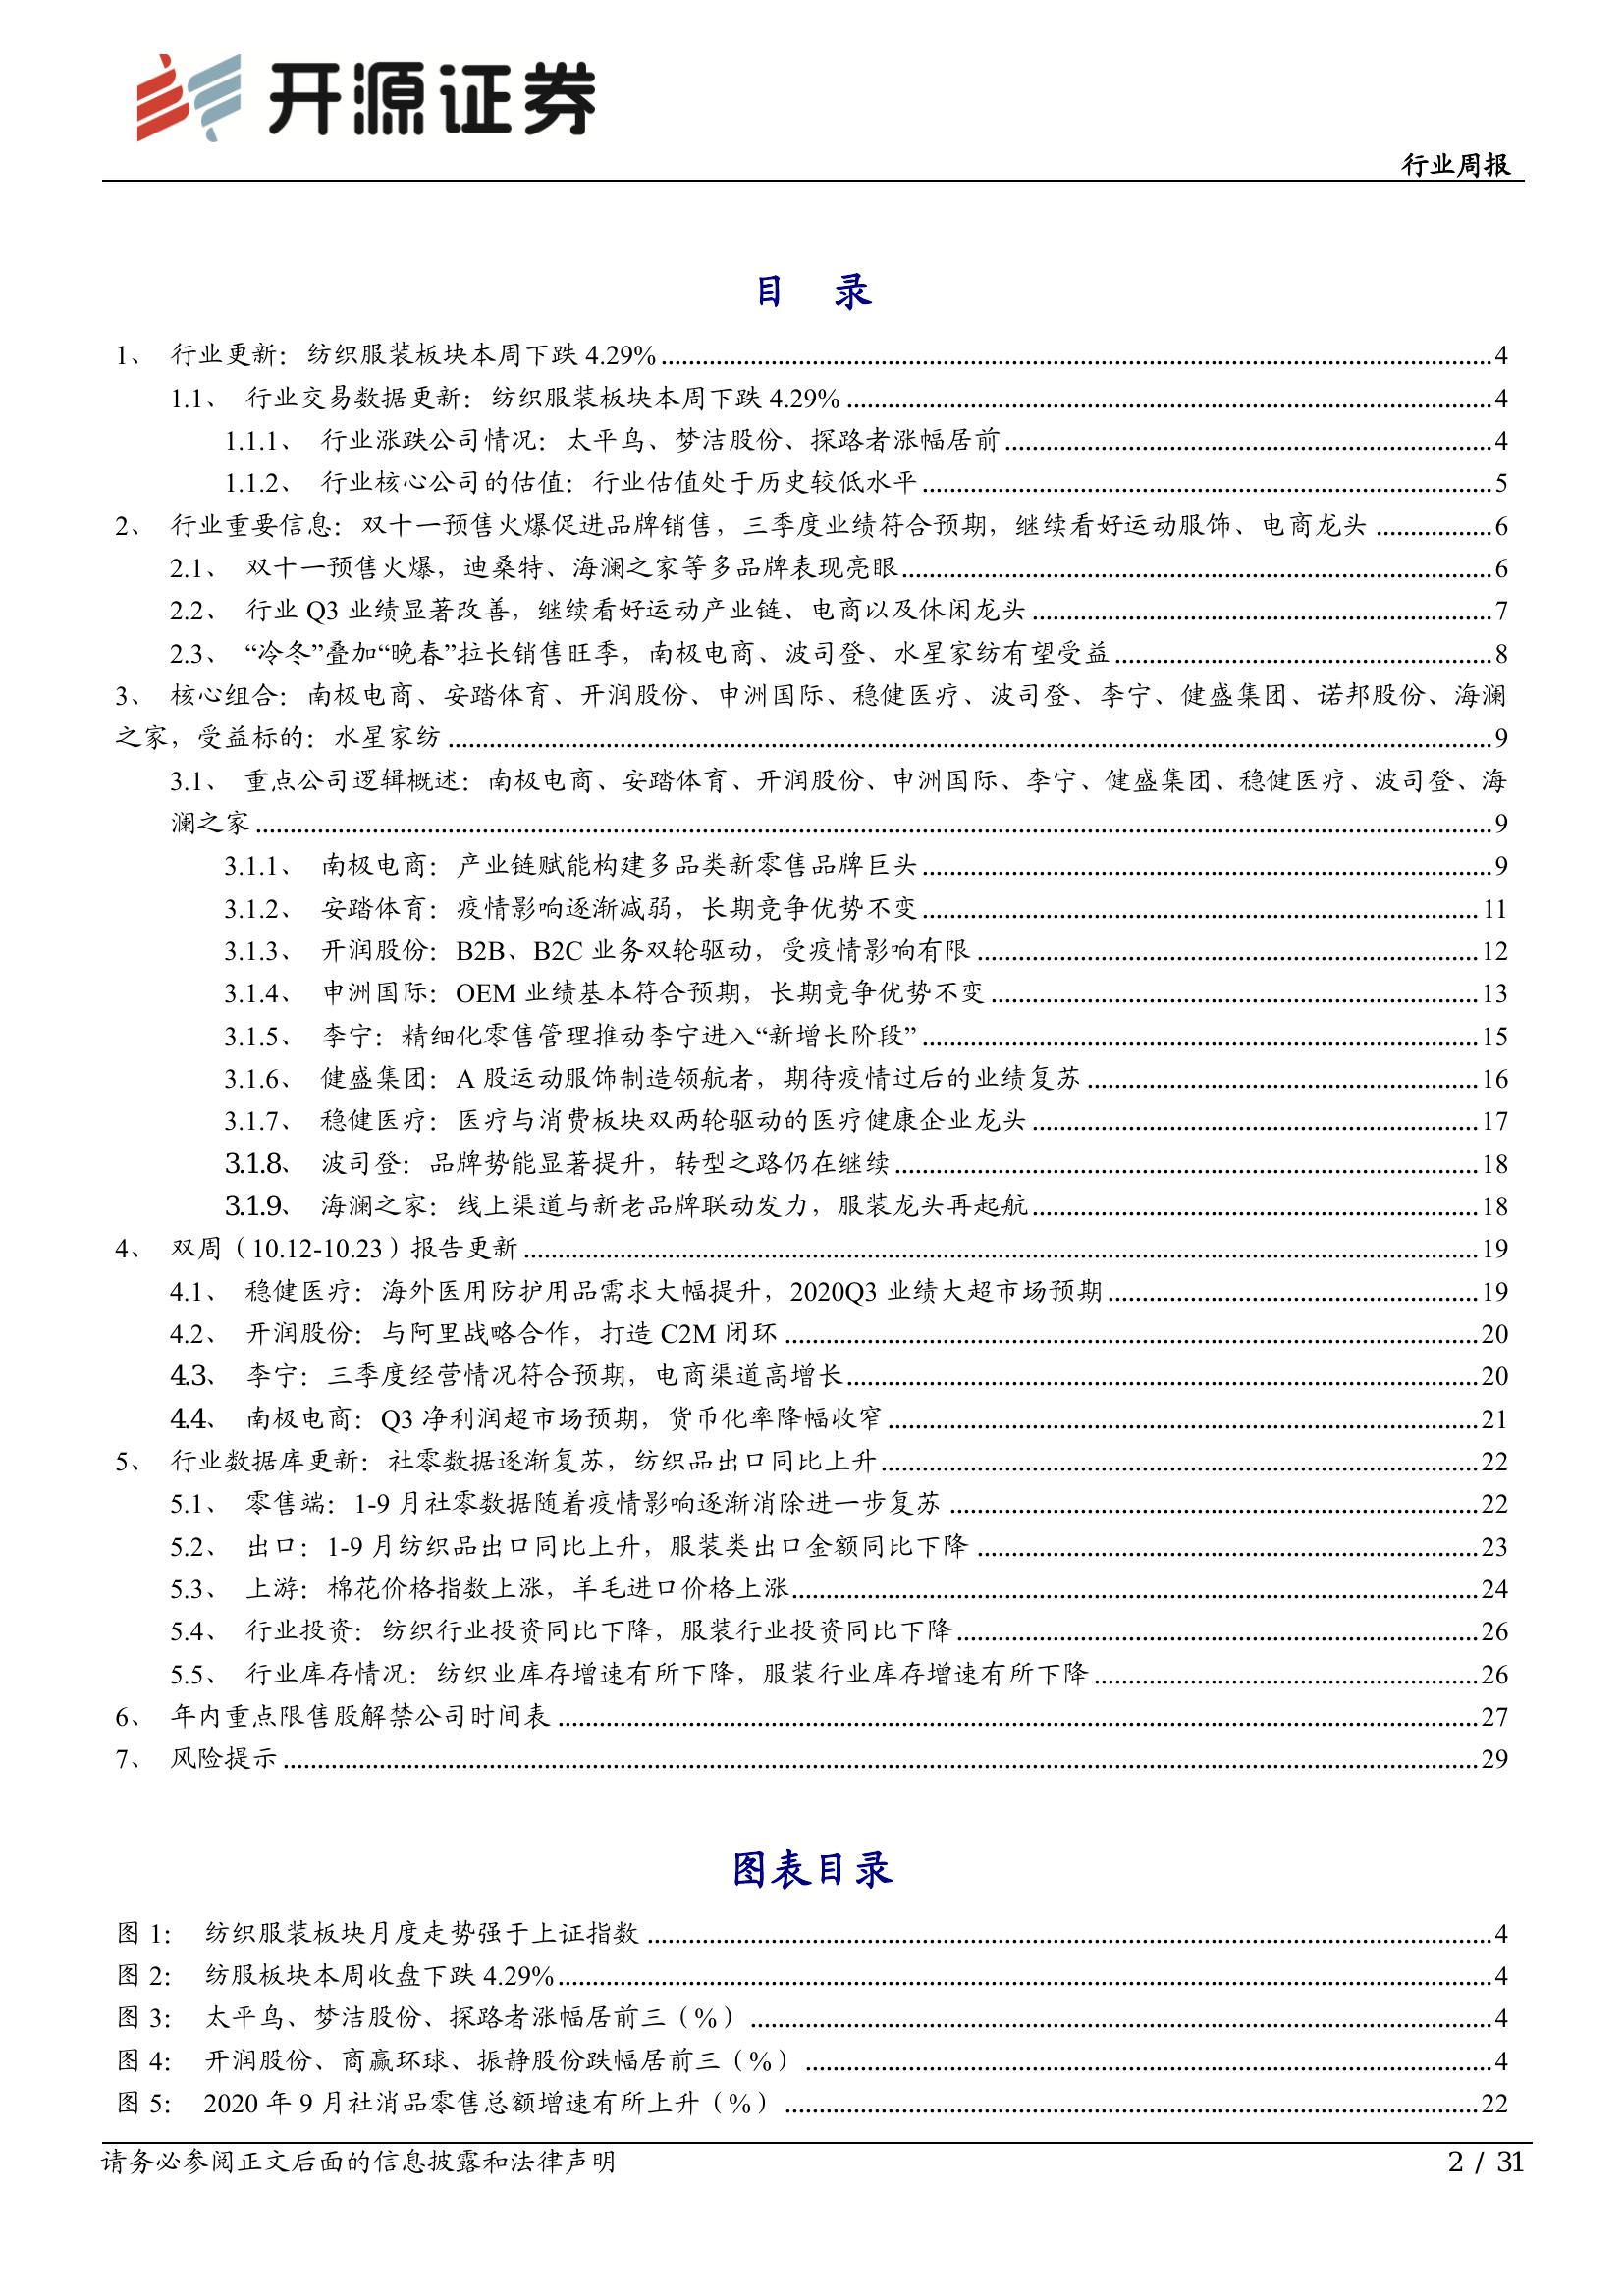 开源证券
行业周报
目 录
1、 行业更新：纺织服装板块本周下跌 4.29% 4
1.1、 行业交易数据更新：纺织服装板块本周下跌 4.29% 4
1.1.1、 行业涨跌公司情况：太平鸟、梦洁股份、探路者涨幅居前 4
1.1.2、 行业核心公司的估值：行业估值处于历史较低水平 5
2、 行业重要信息：双十一预售火爆促进品牌销售，三季度业绩符合预期，继续看好运动服饰、电商龙头 6
2.1、 双十一预售火爆，迪桑特、海澜之家等多品牌表现亮眼 6
2.2、 行业 Q3 业绩显著改善，继续看好运动产业链、电商以及休闲龙头 7
2.3、 “冷冬”叠加“晚春”拉长销售旺季，南极电商、波司登、水星家纺有望受益 8
3、 核心组合：南极电商、安踏体育、开润股份、申洲国际、稳健医疗、波司登、李宁、健盛集团、诺邦股份、海澜
之家，受益标的：水星家纺 9
3.1、 重点公司逻辑概述：南极电商、安踏体育、开润股份、申洲国际、李宁、健盛集团、稳健医疗、波司登、海
澜之家 9
3.1.1、 南极电商：产业链赋能构建多品类新零售品牌巨头 9
3.1.2、 安踏体育：疫情影响逐渐减弱，长期竞争优势不变 11
3.1.3、 开润股份：B2B、B2C 业务双轮驱动，受疫情影响有限 12
3.1.4、 申洲国际：OEM 业绩基本符合预期，长期竞争优势不变 13
3.1.5、 李宁：精细化零售管理推动李宁进入“新增长阶段” 15
3.1.6、 健盛集团：A 股运动服饰制造领航者，期待疫情过后的业绩复苏 16
3.1.7、 稳健医疗：医疗与消费板块双两轮驱动的医疗健康企业龙头 17
3.1.8、 波司登：品牌势能显著提升，转型之路仍在继续 18
3.1.9、 海澜之家：线上渠道与新老品牌联动发力，服装龙头再起航 18
4、 双周（10.12-10.23）报告更新 19
4.1、 稳健医疗：海外医用防护用品需求大幅提升，2020Q3 业绩大超市场预期 19
4.2、 开润股份：与阿里战略合作，打造 C2M 闭环 20
4.3、 李宁：三季度经营情况符合预期，电商渠道高增长 20
4.4、 南极电商：Q3 净利润超市场预期，货币化率降幅收窄 21
5、 行业数据库更新：社零数据逐渐复苏，纺织品出口同比上升 22
5.1、 零售端：1-9 月社零数据随着疫情影响逐渐消除进一步复苏 22
5.2、 出口：1-9 月纺织品出口同比上升，服装类出口金额同比下降 23
5.3、 上游：棉花价格指数上涨，羊毛进口价格上涨 24
5.4、 行业投资：纺织行业投资同比下降，服装行业投资同比下降 26
5.5、 行业库存情况：纺织业库存增速有所下降，服装行业库存增速有所下降 26
6、 年内重点限售股解禁公司时间表 27
7、 风险提示 29
图表目录
图 1： 纺织服装板块月度走势强于上证指数 4
图 2： 纺服板块本周收盘下跌 4.29% 4
图 3： 太平鸟、梦洁股份、探路者涨幅居前三（%） 4
图 4： 开润股份、商赢环球、振静股份跌幅居前三（%） 4
图 5： 2020 年 9 月社消品零售总额增速有所上升（%） 22
请务必参阅正文后面的信息披露和法律声明
2 / 31